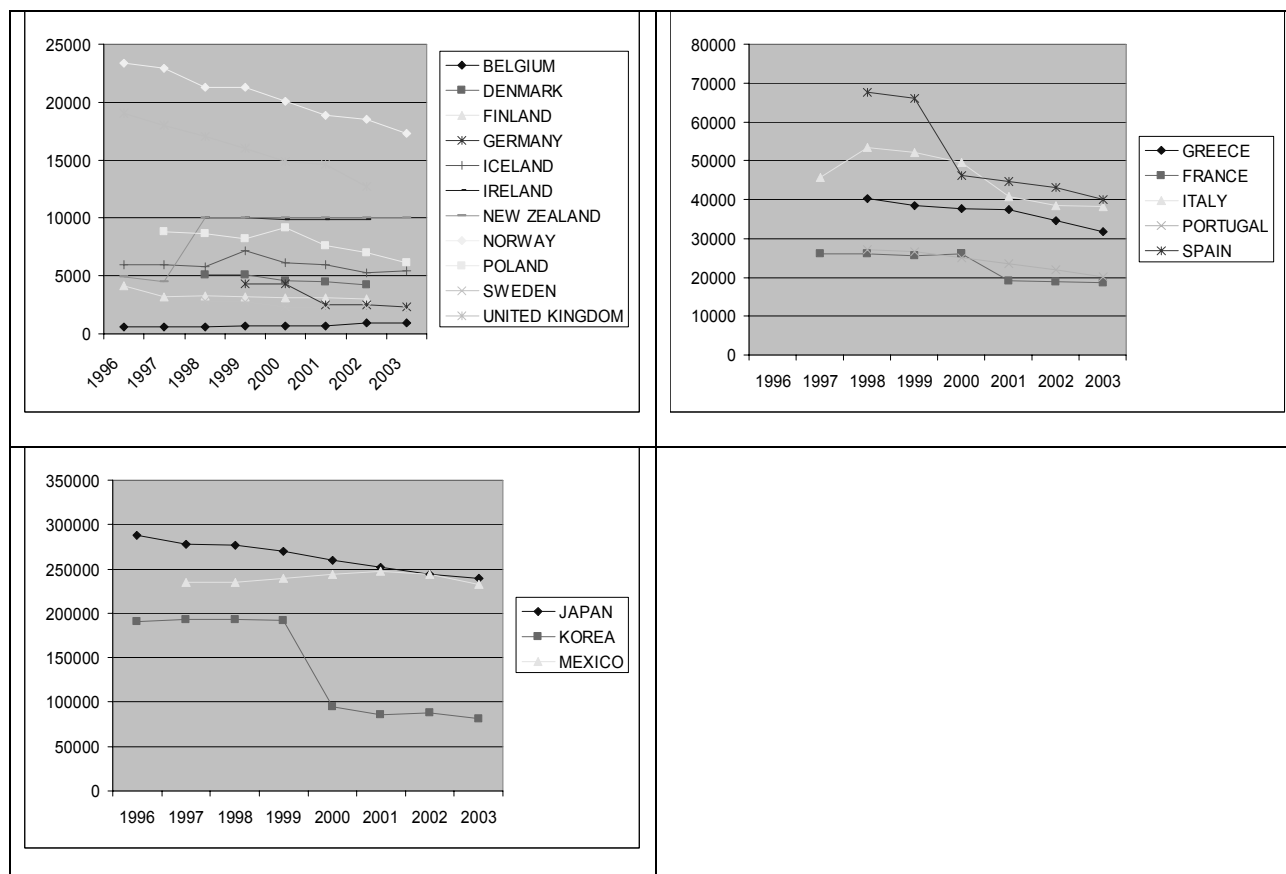 25000
20000
15000
10000
5000
0
1996
1997
1998
1999
2000
2001
2002
2003
BELGIUM
DENMARK
FINLAND
GERMANY
ICELAND
IRELAND
NEW ZEALAND
NORWAY
POLAND
SWEDEN
UNITED KINGDOM
80000
70000
60000
50000
40000
30000
20000
10000
0
1996 1997 1998 1999 2000 2001 2002 2003
GREECE
FRANCE
ITALY
PORTUGAL
SPAIN
350000
300000
250000
200000
150000
100000
50000
0
1996 1997 1998 1999 2000 2001 2002 2003
JAPAN
KOREA
MEXICO